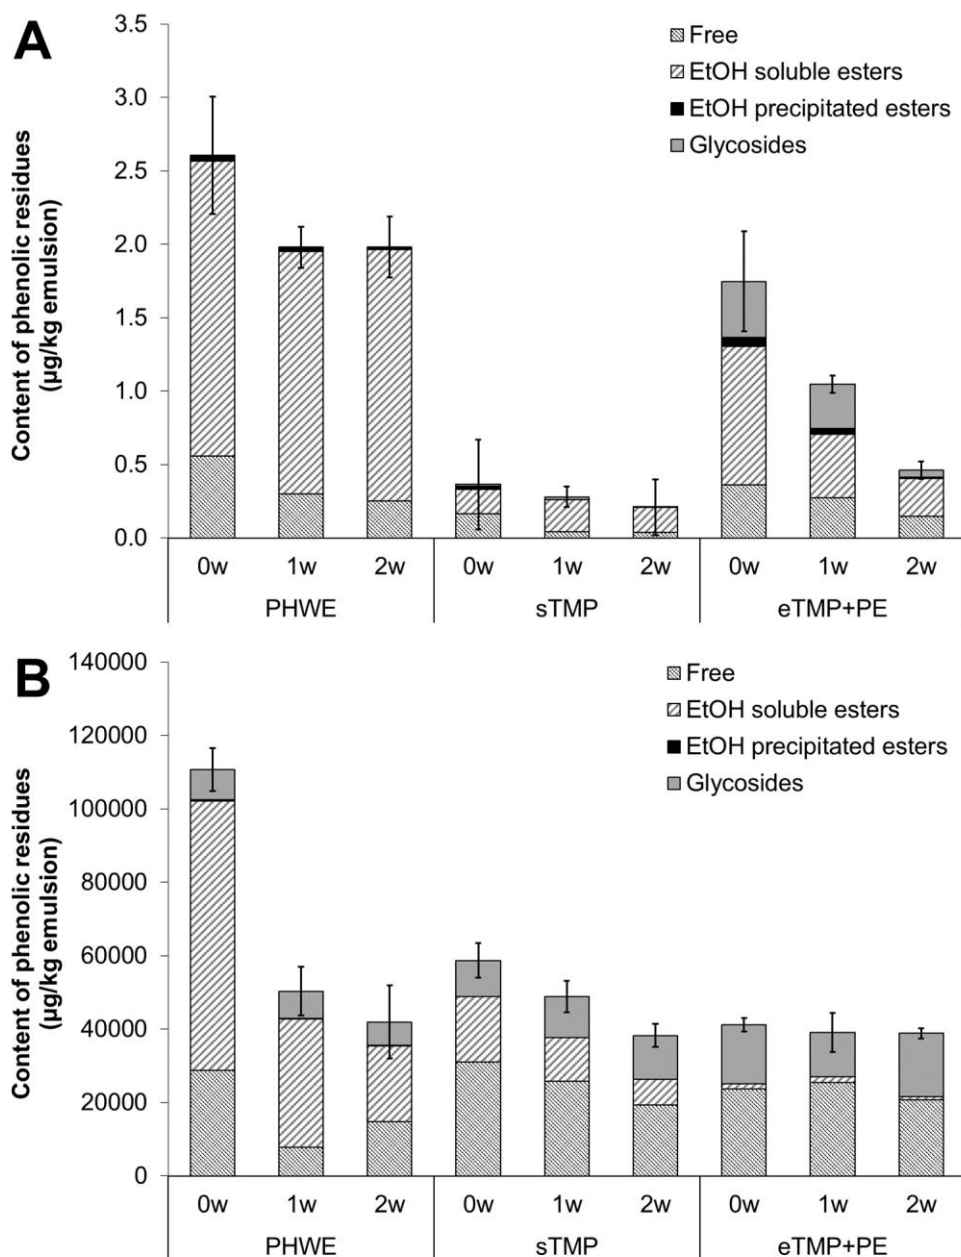 A
3.5
3.0
2.5
2.0
1.5
1.0
0.5
0.0
Content of phenolic residues
(µg/kg emulsion)
Free
EtOH soluble esters
EtOH precipitated esters
Glycosides
0w 1w 2w 0w 1w 2w 0w 1w 2w
PHWE sTMP eTMP+PE
B
140000
120000
100000
80000
60000
40000
20000
0
Content of phenolic residues
(µg/kg emulsion)
Free
EtOH soluble esters
EtOH precipitated esters
Glycosides
0w 1w 2w 0w 1w 2w 0w 1w 2w
PHWE sTMP eTMP+PE